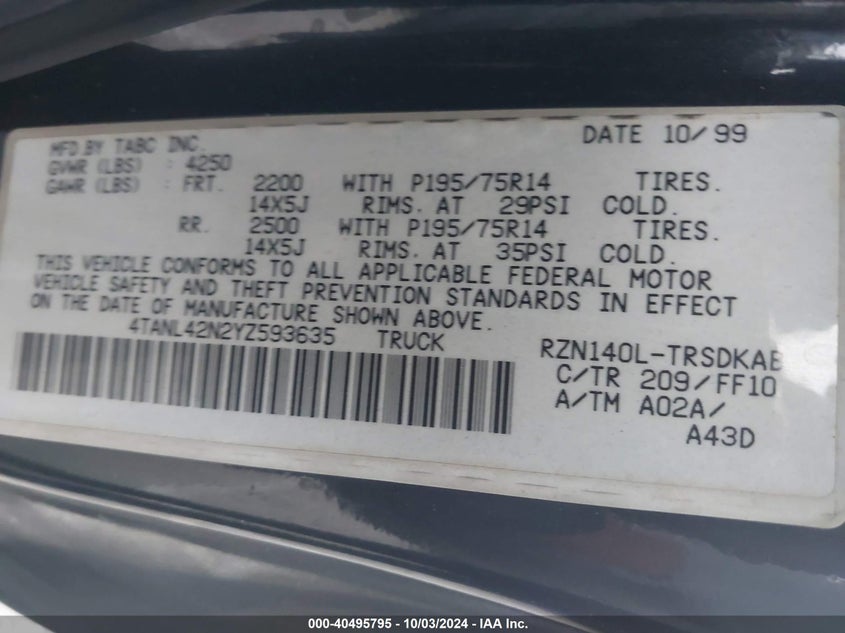 MFD BY TABC INC. DATE 10/99
GVWR (LBS) : 4250
GAWR (LBS) : FRT. 2200 WITH P195/75R14 TIRES.
14X5J RIMS. AT 29PSI COLD.
RR. 2500 WITH P195/75R14 TIRES.
14X5J RIMS. AT 35PSI COLD.
THIS VEHICLE CONFORMS TO ALL APPLICABLE FEDERAL MOTOR
VEHICLE SAFETY AND THEFT PREVENTION STANDARDS IN EFFECT
ON THE DATE OF MANUFACTURE SHOWN ABOVE.
4TANL42N2YZ593635 TRUCK RZN140L-TRSDKAB
C/TR 209/FF10
A/TM A02A/
A43D
000-40495795 - 10/03/2024 - IAA Inc.